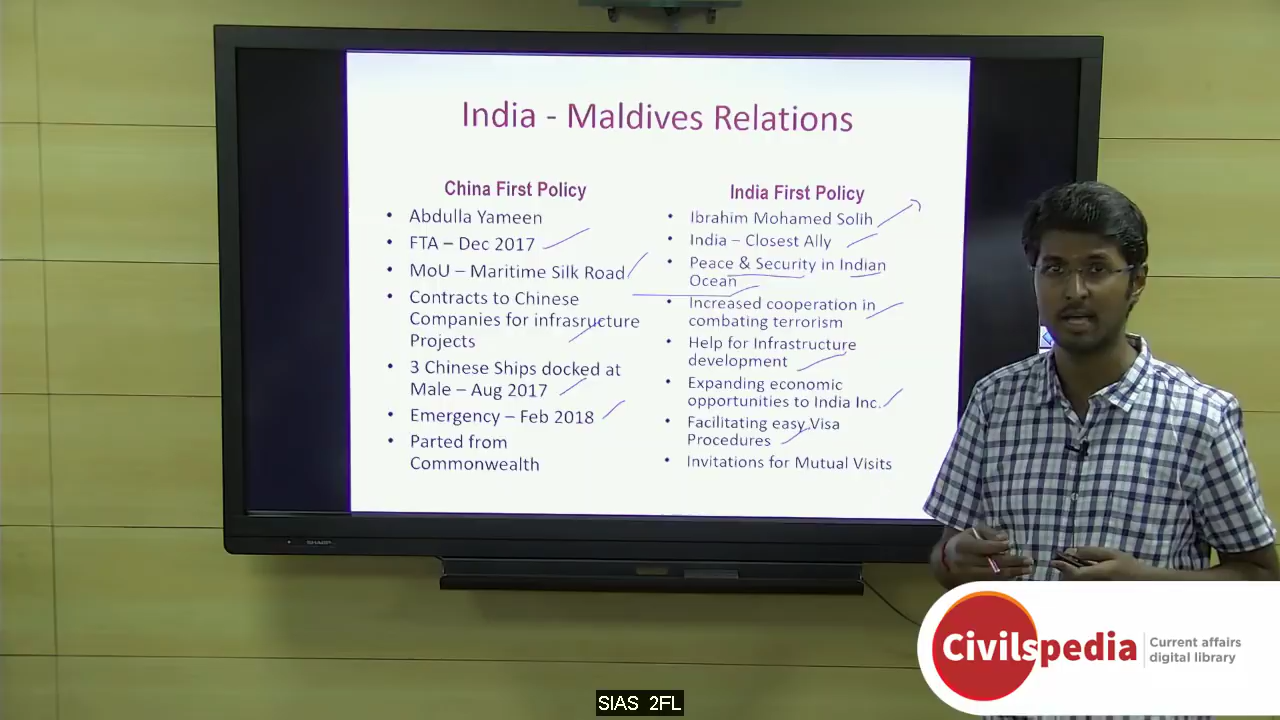 India - Maldives Relations
China First Policy
• Abdulla Yameen
• FTA – Dec 2017
• MoU – Maritime Silk Road
• Contracts to Chinese
Companies for infrasructure
Projects
• 3 Chinese Ships docked at
Male – Aug 2017
• Emergency – Feb 2018
• Parted from
Commonwealth
India First Policy
• Ibrahim Mohamed Solih
• India – Closest Ally
• Peace & Security in Indian
Ocean
• Increased cooperation in
combating terrorism
• Help for Infrastructure
development
• Expanding economic
opportunities to India Inc.
• Facilitating easy Visa
Procedures
• Invitations for Mutual Visits
SHARP
Civilspedia
Current affairs
digital library
SIAS 2FL